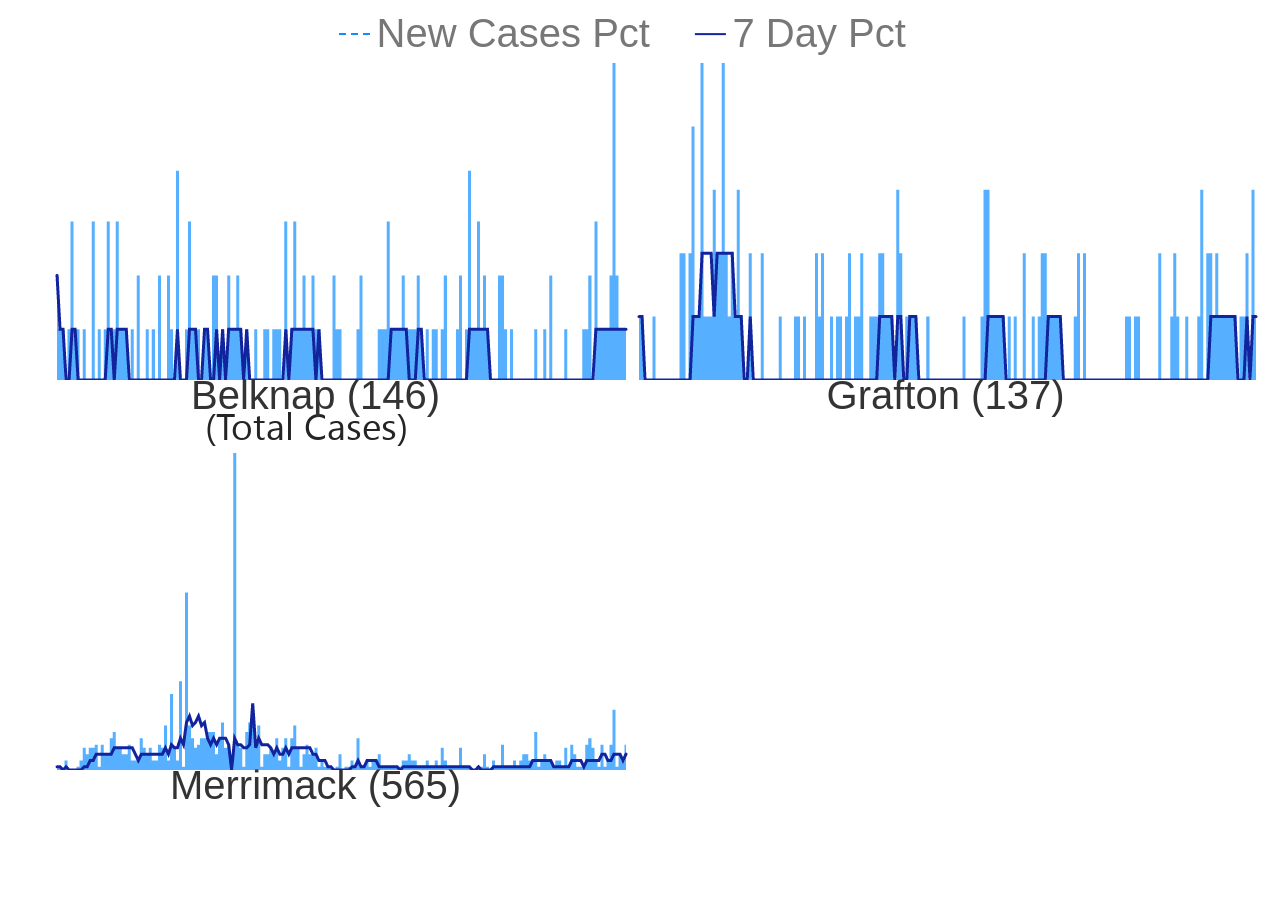 New Cases Pct 7 Day Pct
Belknap (146) Grafton (137)
(Total Cases)
Merrimack (565)